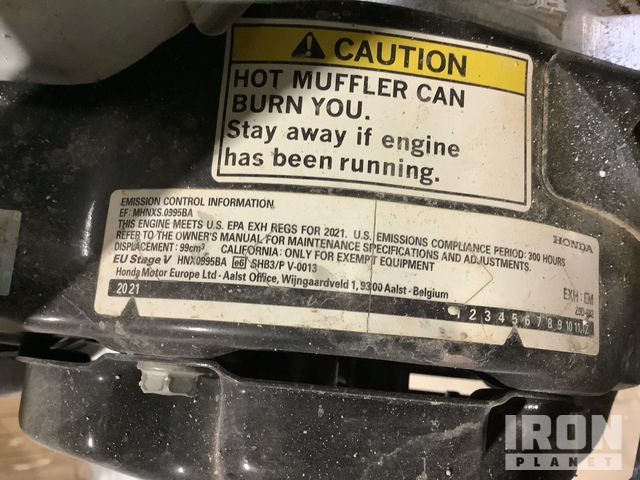 CAUTION
HOT MUFFLER CAN
BURN YOU.
Stay away if engine
has been running.
EMISSION CONTROL INFORMATION
EF: MHNXS.0995BA
THIS ENGINE MEETS U.S. EPA EXH REGS FOR 2021. U.S. EMISSIONS COMPLIANCE PERIOD: 300 HOURS
REFER TO THE OWNER'S MANUAL FOR MAINTENANCE SPECIFICATIONS AND ADJUSTMENTS.
DISPLACEMENT: 99cm³ CALIFORNIA: ONLY FOR EXEMPT EQUIPMENT
EU Stage V HNX0995BA e6 SHB3/P V-0013
Honda Motor Europe Ltd - Aalst Office, Wijngaardveld 1, 9300 Aalst - Belgium
HONDA
EXH : EM
2021
2 3 4 5 6 7 8 9 10 11 12
IRON
PLANET